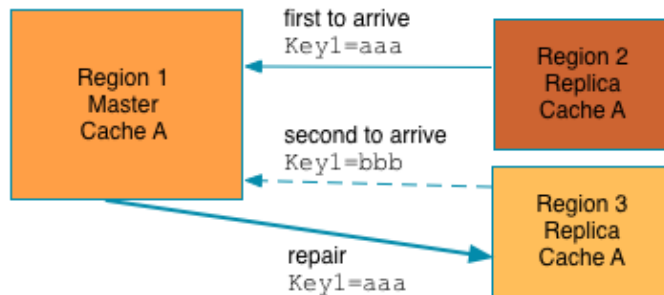 first to arrive
Key1=aaa
Region 1
Master
Cache A
Region 2
Replica
Cache A
second to arrive
Key1=bbb
Region 3
Replica
Cache A
repair
Key1=aaa